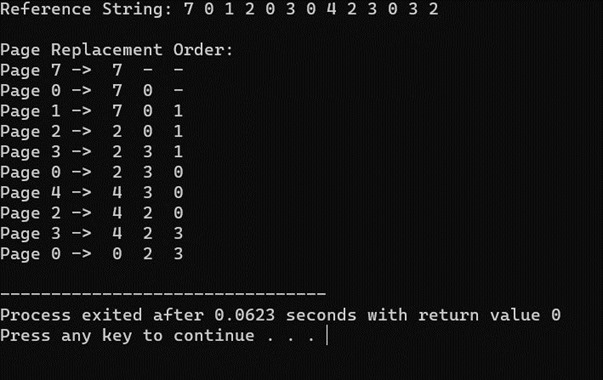 Reference String: 7 0 1 2 0 3 0 4 2 3 0 3 2
Page Replacement Order:
Page 7 -> 7 - -
Page 0 -> 7 0 -
Page 1 -> 7 0 1
Page 2 -> 2 0 1
Page 3 -> 2 3 1
Page 0 -> 2 3 0
Page 4 -> 4 3 0
Page 2 -> 4 2 0
Page 3 -> 4 2 3
Page 0 -> 0 2 3
--------------------------------
Process exited after 0.0623 seconds with return value 0
Press any key to continue . . .